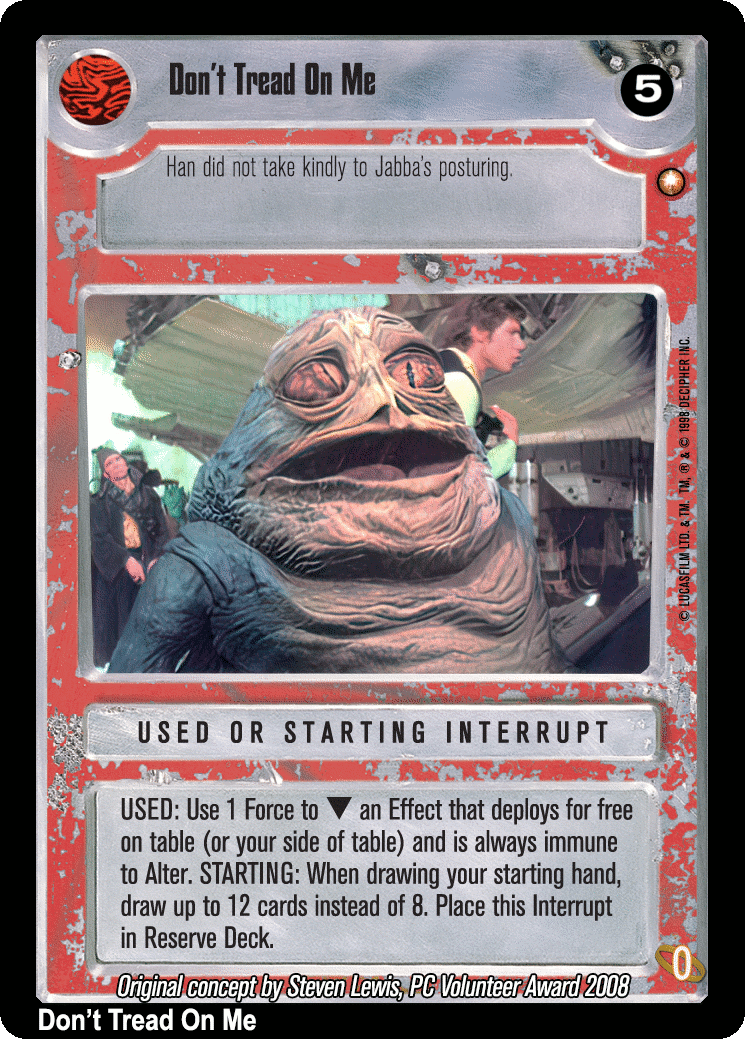 Don't Tread On Me
5
Han did not take kindly to Jabba's posturing.
© LUCASFILM LTD. & TM. TM, ® & © 1998 DECIPHER INC.
USED OR STARTING INTERRUPT
USED: Use 1 Force to ▼ an Effect that deploys for free
on table (or your side of table) and is always immune
to Alter. STARTING: When drawing your starting hand,
draw up to 12 cards instead of 8. Place this Interrupt
in Reserve Deck.
0
Original concept by Steven Lewis, PC Volunteer Award 2008
Don't Tread On Me